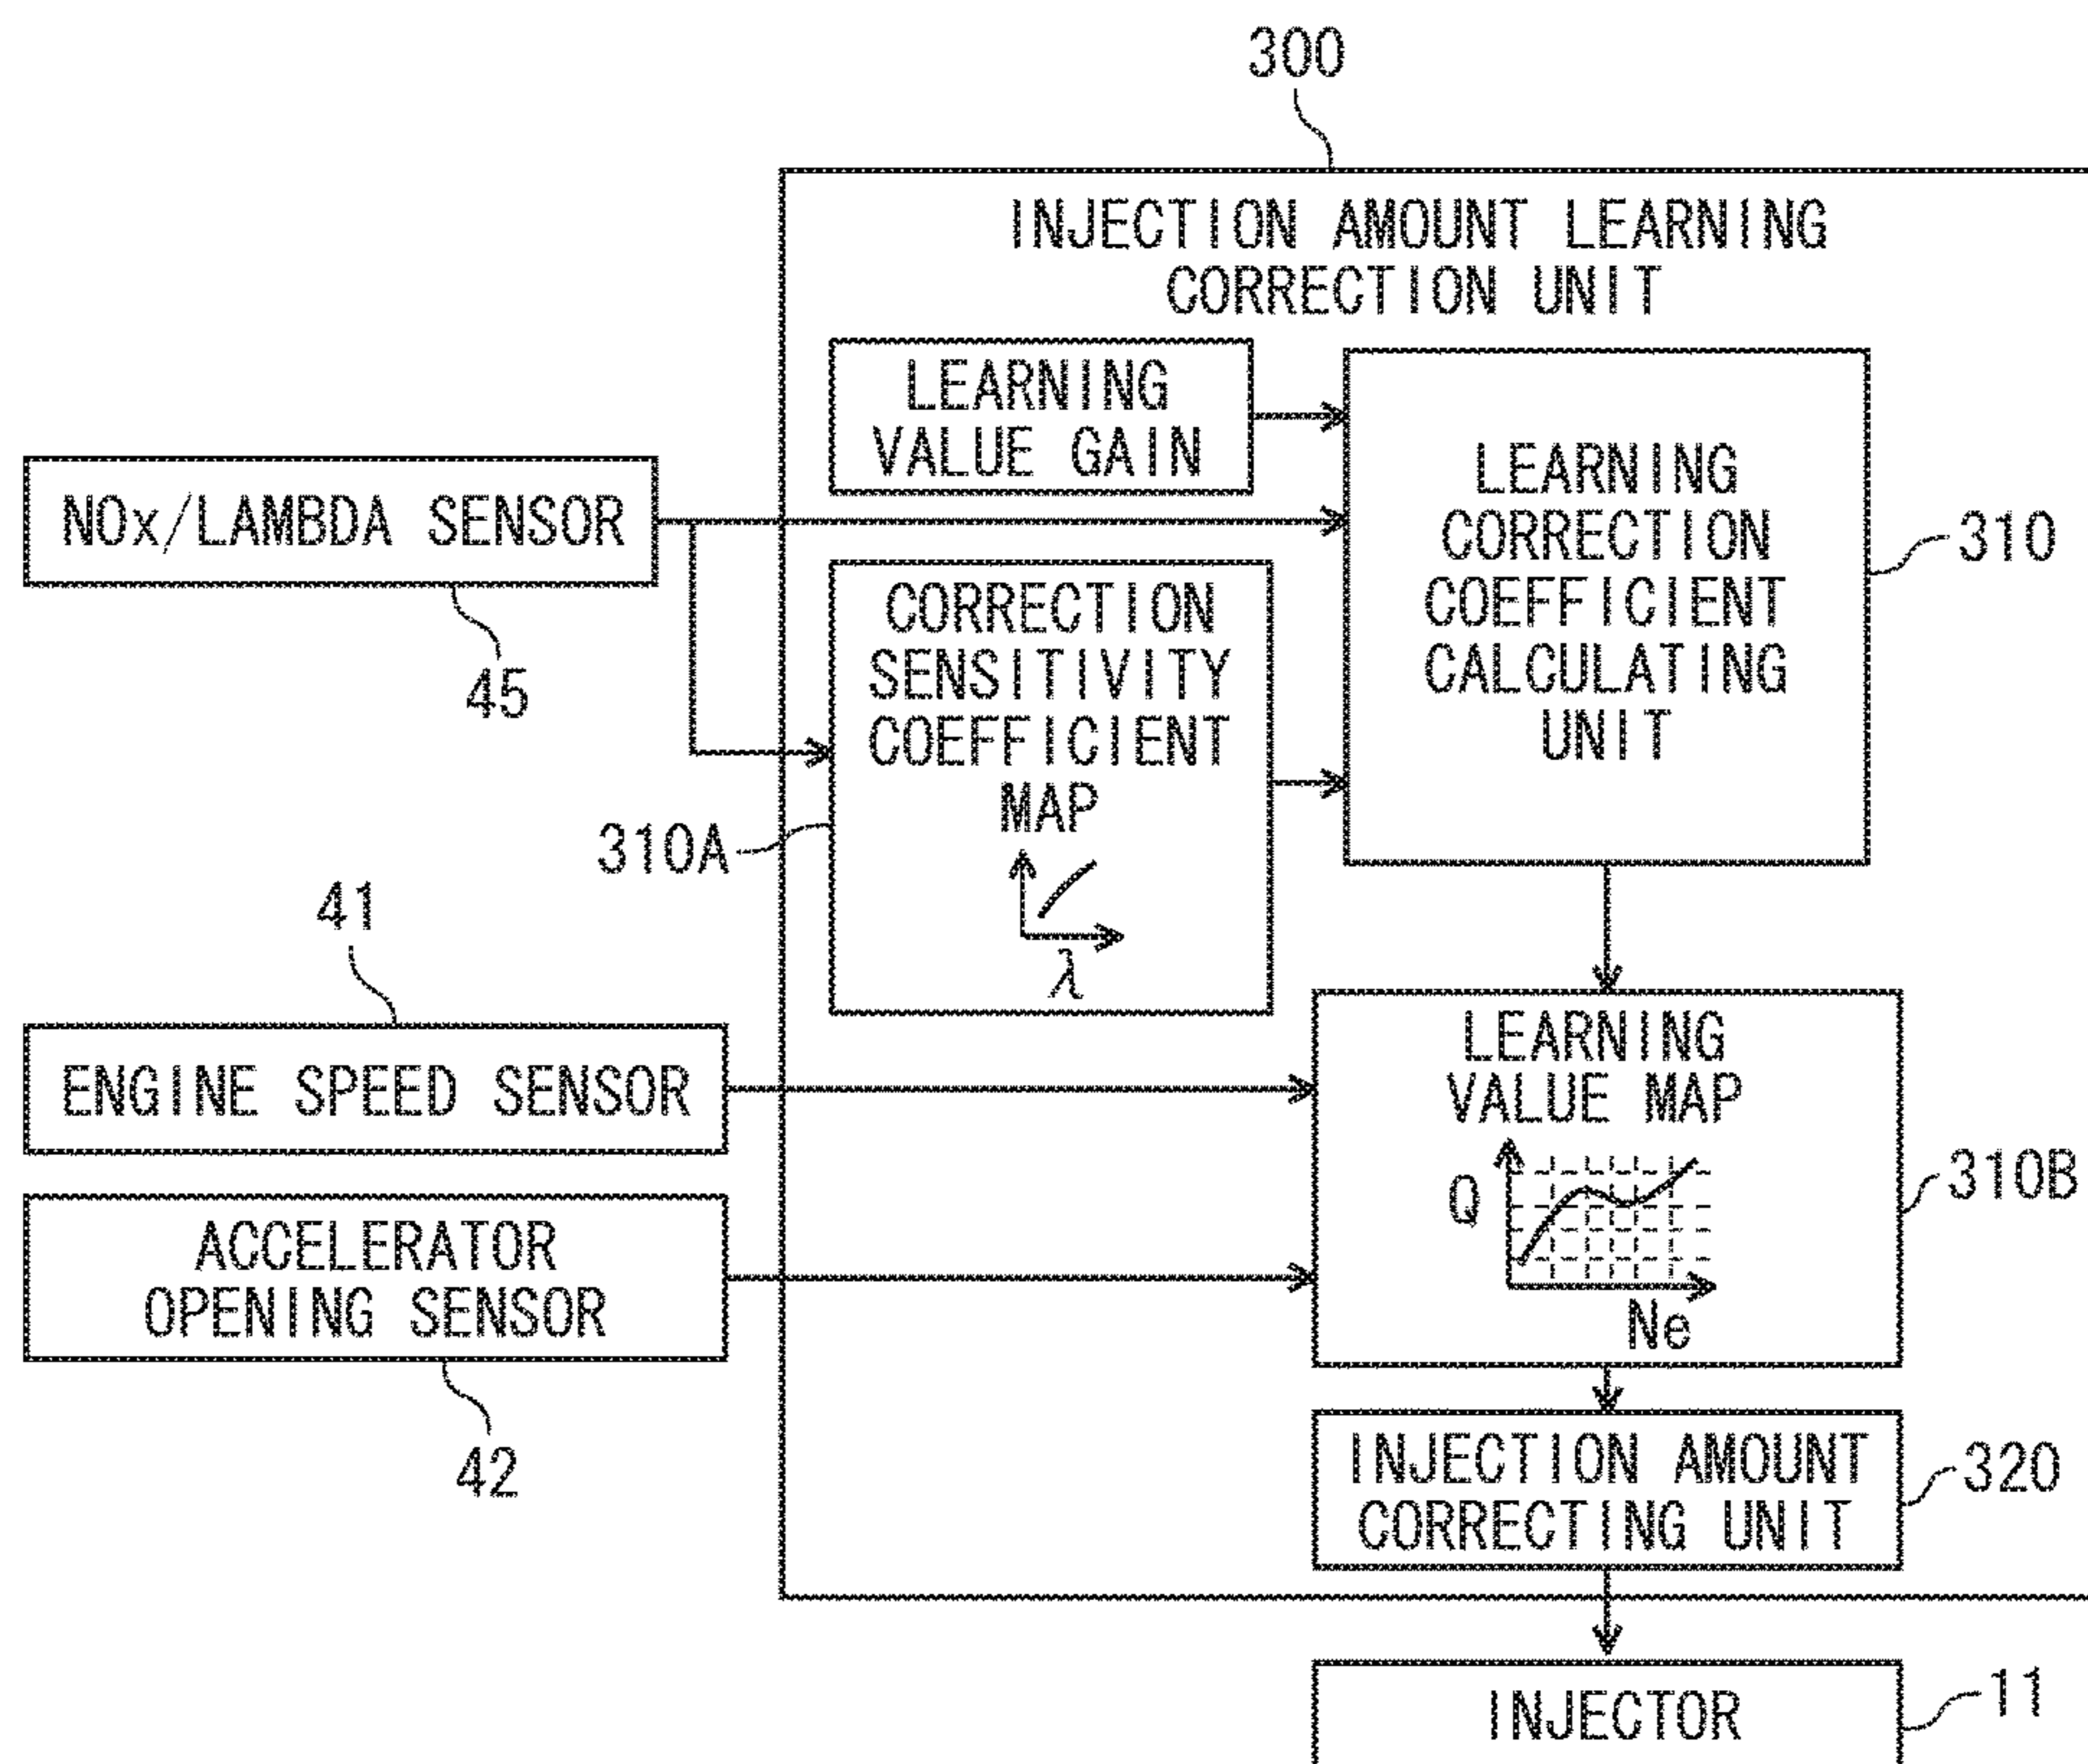 300
INJECTION AMOUNT LEARNING
CORRECTION UNIT
LEARNING
VALUE GAIN
LEARNING
CORRECTION
COEFFICIENT
CALCULATING
UNIT
310
NOx/LAMBDA SENSOR
45
CORRECTION
SENSITIVITY
COEFFICIENT
MAP
λ
310A
41
ENGINE SPEED SENSOR
LEARNING
VALUE MAP
Q
Ne
310B
ACCELERATOR
OPENING SENSOR
42
INJECTION AMOUNT
CORRECTING UNIT
320
INJECTOR
11